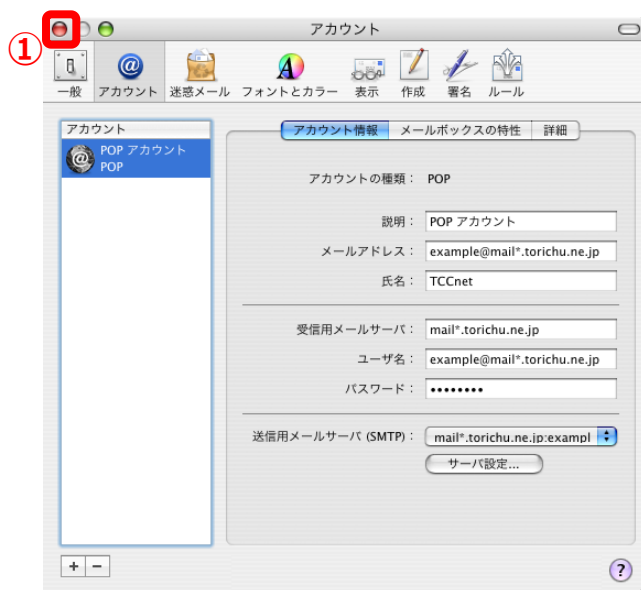 アカウント
①
一般 アカウント 迷惑メール フォントとカラー 表示 作成 署名 ルール
アカウント
POP アカウント
POP
アカウント情報 メールボックスの特性 詳細
アカウントの種類： POP
説明： POP アカウント
メールアドレス： example@mail*.torichu.ne.jp
氏名： TCCnet
受信用メールサーバ： mail*.torichu.ne.jp
ユーザ名： example@mail*.torichu.ne.jp
パスワード： ••••••••
送信用メールサーバ (SMTP)： mail*.torichu.ne.jp:exampl
サーバ設定...
+ −
?